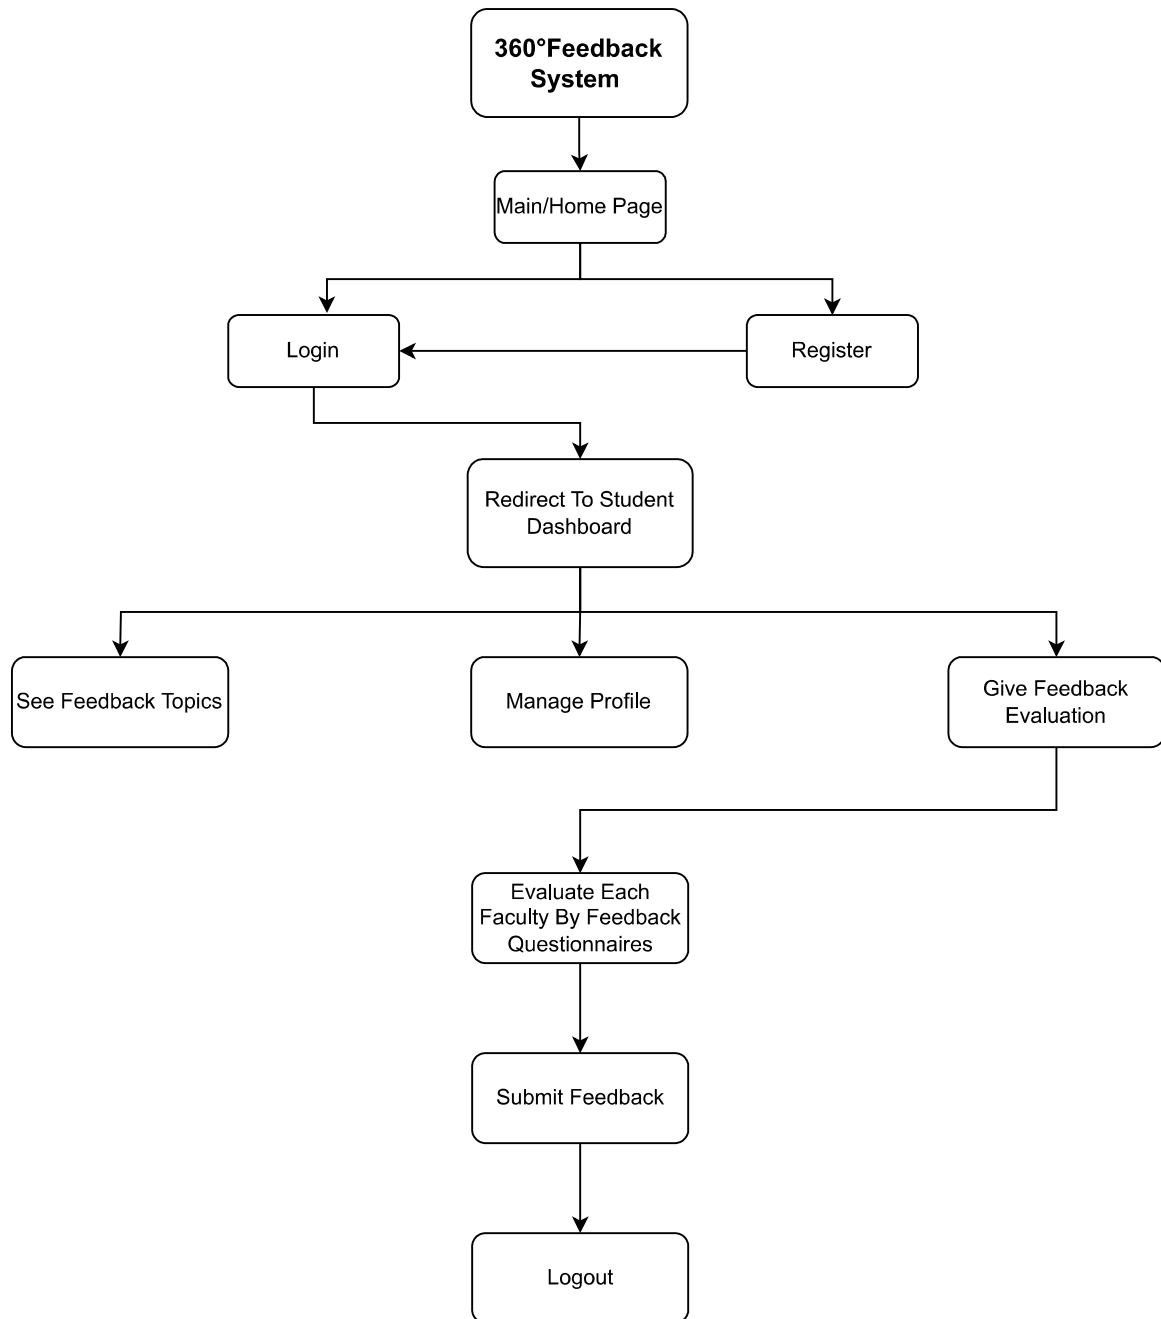 360°Feedback
System
Main/Home Page
Login
Register
Redirect To Student
Dashboard
See Feedback Topics
Manage Profile
Give Feedback
Evaluation
Evaluate Each
Faculty By Feedback
Questionnaires
Submit Feedback
Logout